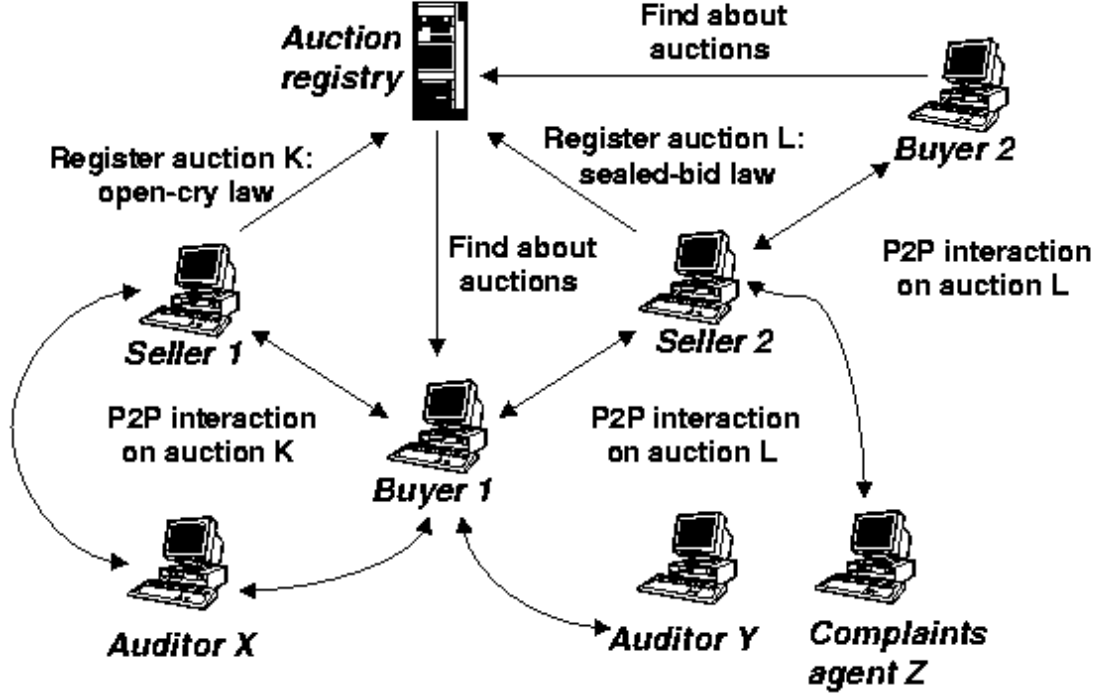 Find about
auctions
Auction
registry
Buyer 2
Register auction K:
open-cry law
Register auction L:
sealed-bid law
Find about
auctions
P2P interaction
on auction L
Seller 1
Seller 2
P2P interaction
on auction K
P2P interaction
on auction L
Buyer 1
Auditor X
Auditor Y
Complaints
agent Z